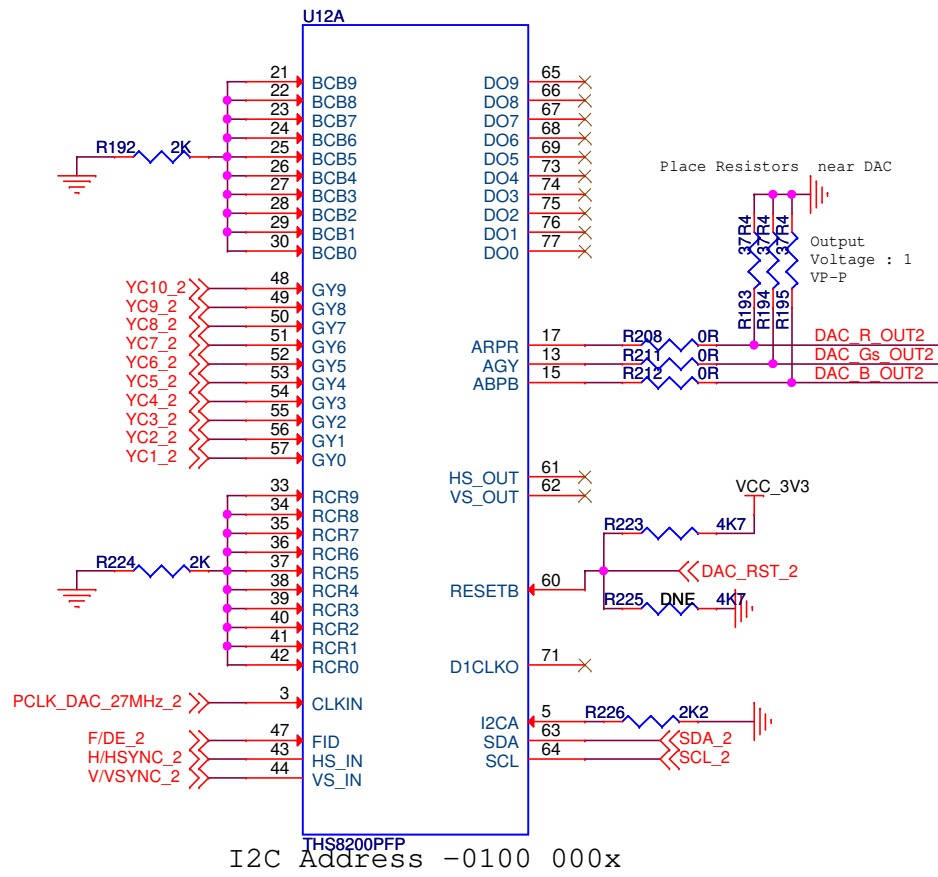 U12A
21 BCB9 DO9 65
22 BCB8 DO8 66
23 BCB7 DO7 67
24 BCB6 DO6 68
R192 2K 25 BCB5 DO5 69
26 BCB4 DO4 73
27 BCB3 DO3 74
28 BCB2 DO2 75
29 BCB1 DO1 76
30 BCB0 DO0 77
Place Resistors near DAC
37R4 37R4 37R4
R193 R194 R195
Output
Voltage : 1
VP-P
YC10_2 48 GY9
YC9_2 49 GY8
YC8_2 50 GY7
YC7_2 51 GY6 ARPR 17 R208 0R DAC_R_OUT2
YC6_2 52 GY5 AGY 13 R211 0R DAC_Gs_OUT2
YC5_2 53 GY4 ABPB 15 R212 0R DAC_B_OUT2
YC4_2 54 GY3
YC3_2 55 GY2
YC2_2 56 GY1
YC1_2 57 GY0
HS_OUT 61
VS_OUT 62
33 RCR9 VCC_3V3
34 RCR8
35 RCR7 R223 4K7
36 RCR6
R224 2K 37 RCR5
38 RCR4 RESETB 60 DAC_RST_2
39 RCR3 R225 DNE 4K7
40 RCR2
41 RCR1
42 RCR0 D1CLKO 71
PCLK_DAC_27MHz_2 3 CLKIN
I2CA 5 R226 2K2
F/DE_2 47 FID SDA 63 SDA_2
H/HSYNC_2 43 HS_IN SCL 64 SCL_2
V/VSYNC_2 44 VS_IN
THS8200PFP
I2C Address -0100 000x